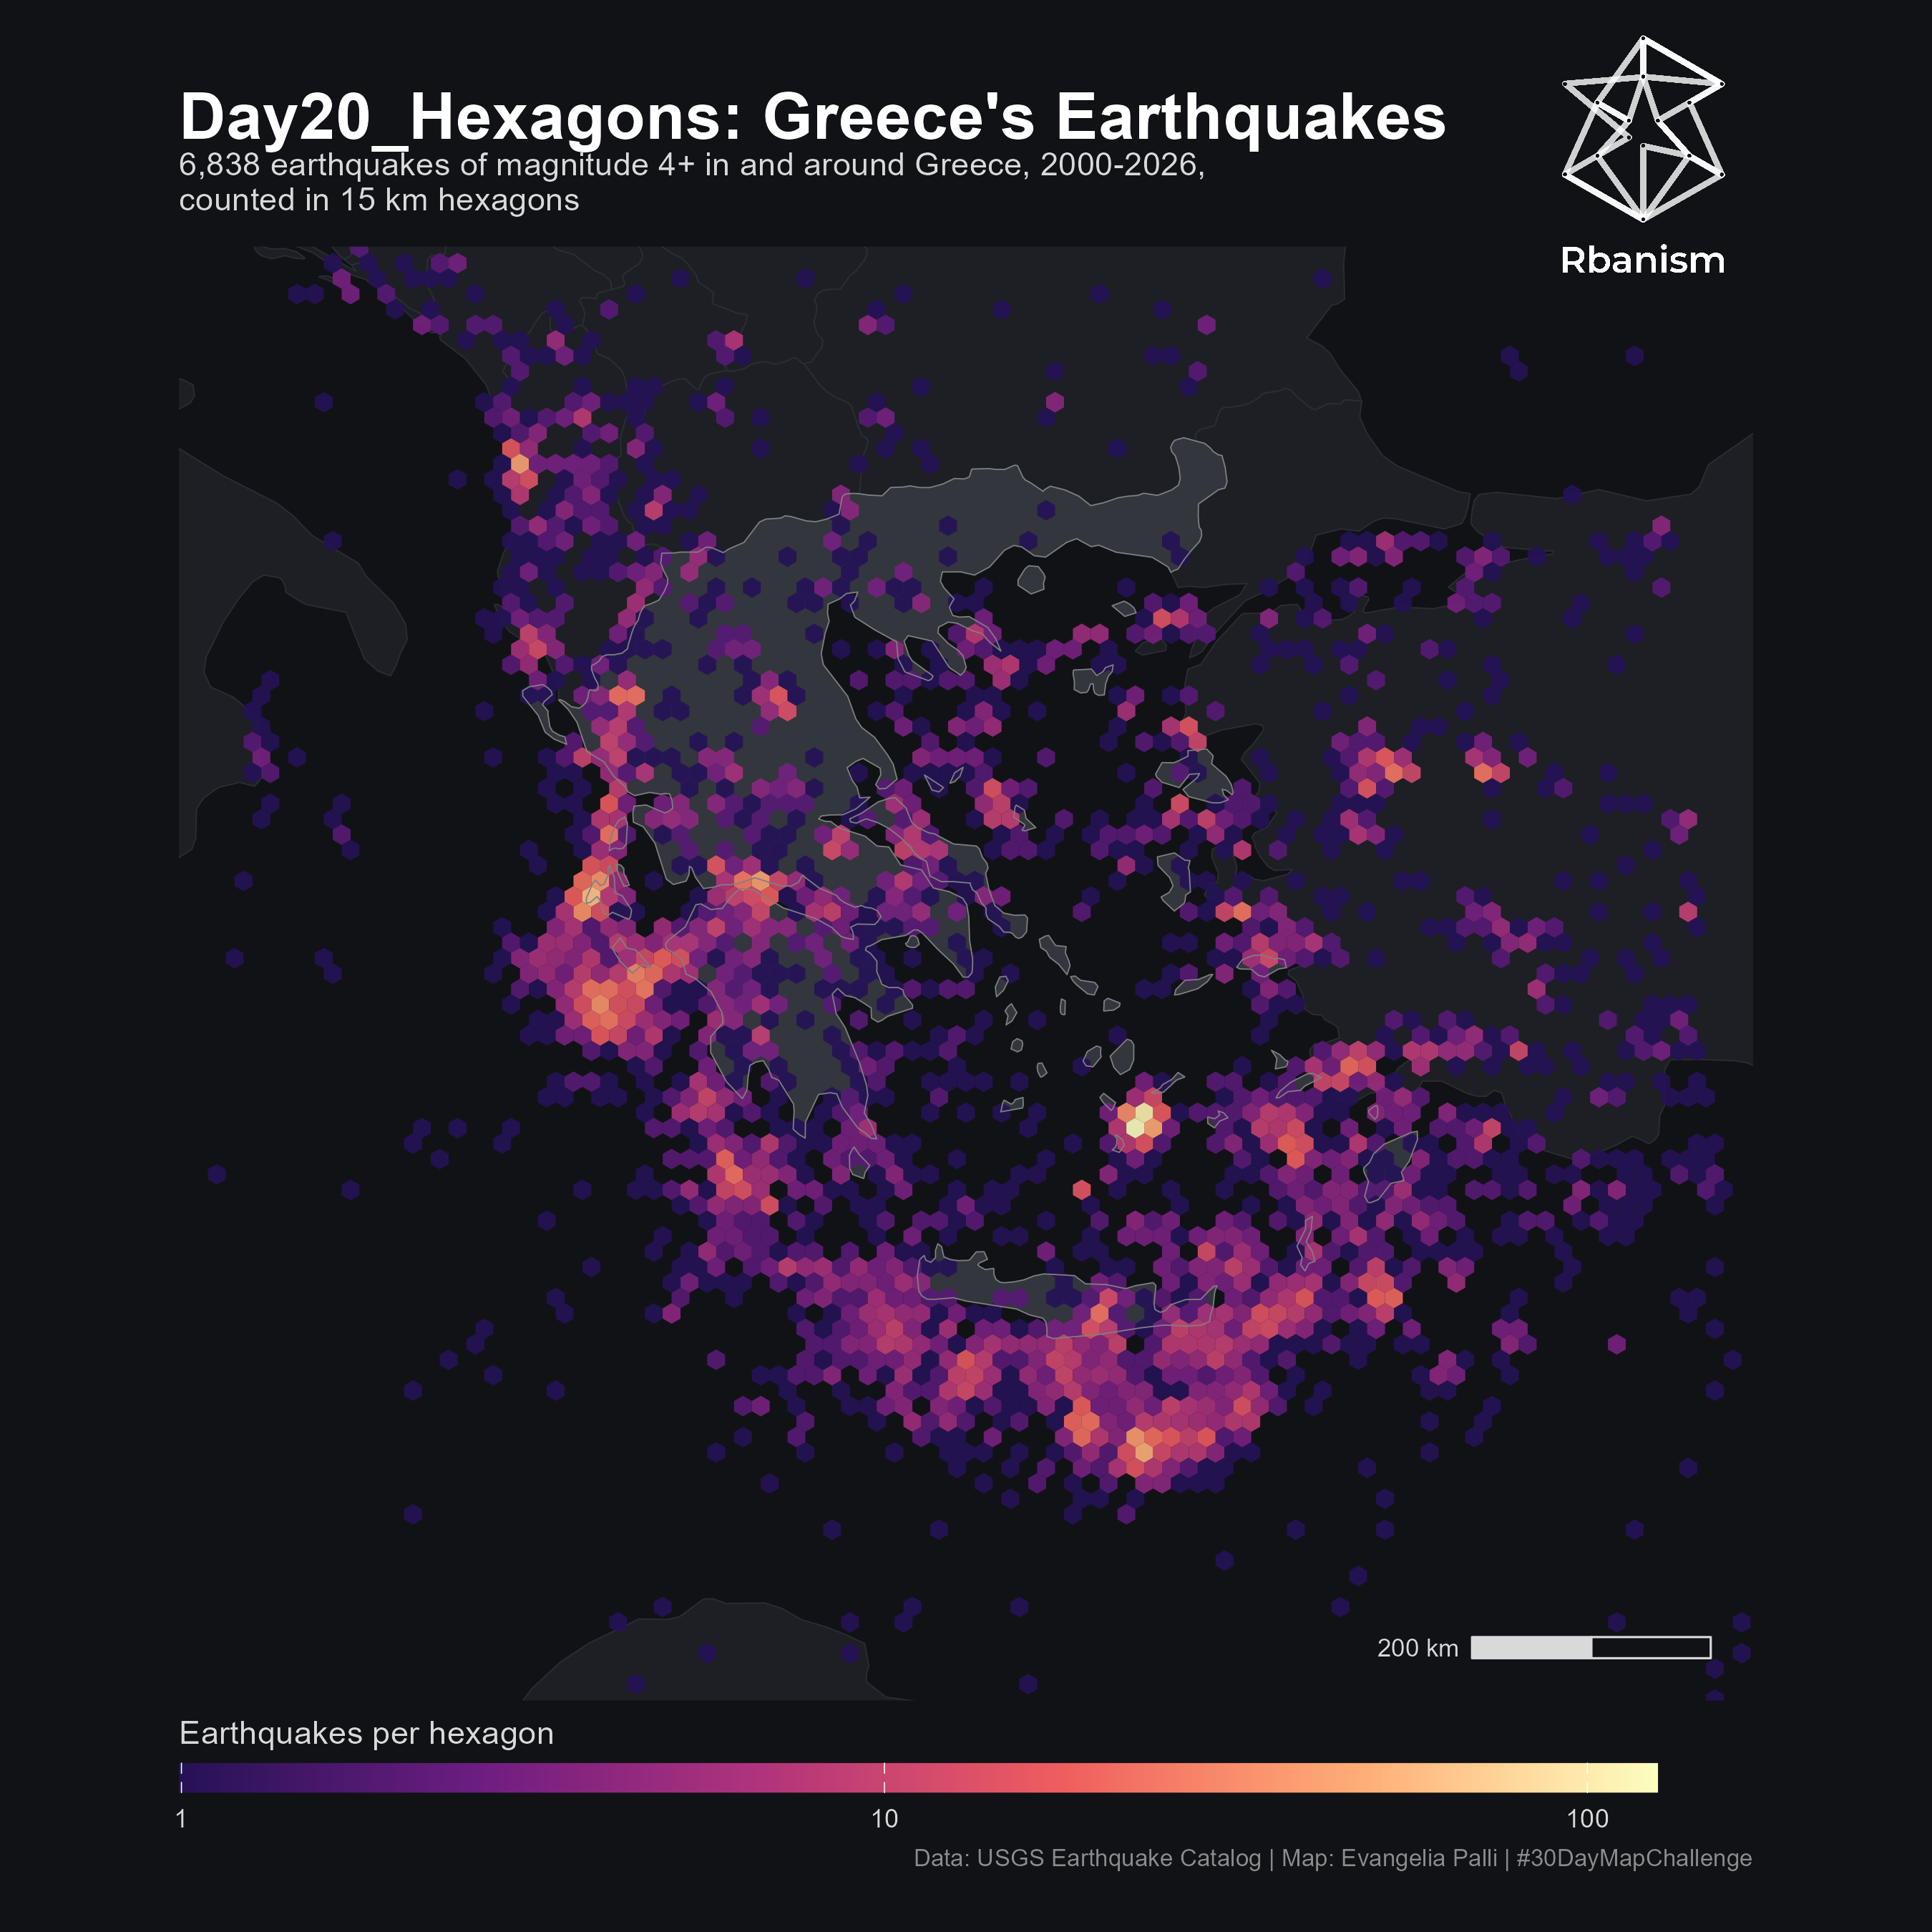 Day20_Hexagons: Greece's Earthquakes
6,838 earthquakes of magnitude 4+ in and around Greece, 2000-2026,
counted in 15 km hexagons
Rbanism
200 km
Earthquakes per hexagon
1 10 100
Data: USGS Earthquake Catalog | Map: Evangelia Palli | #30DayMapChallenge